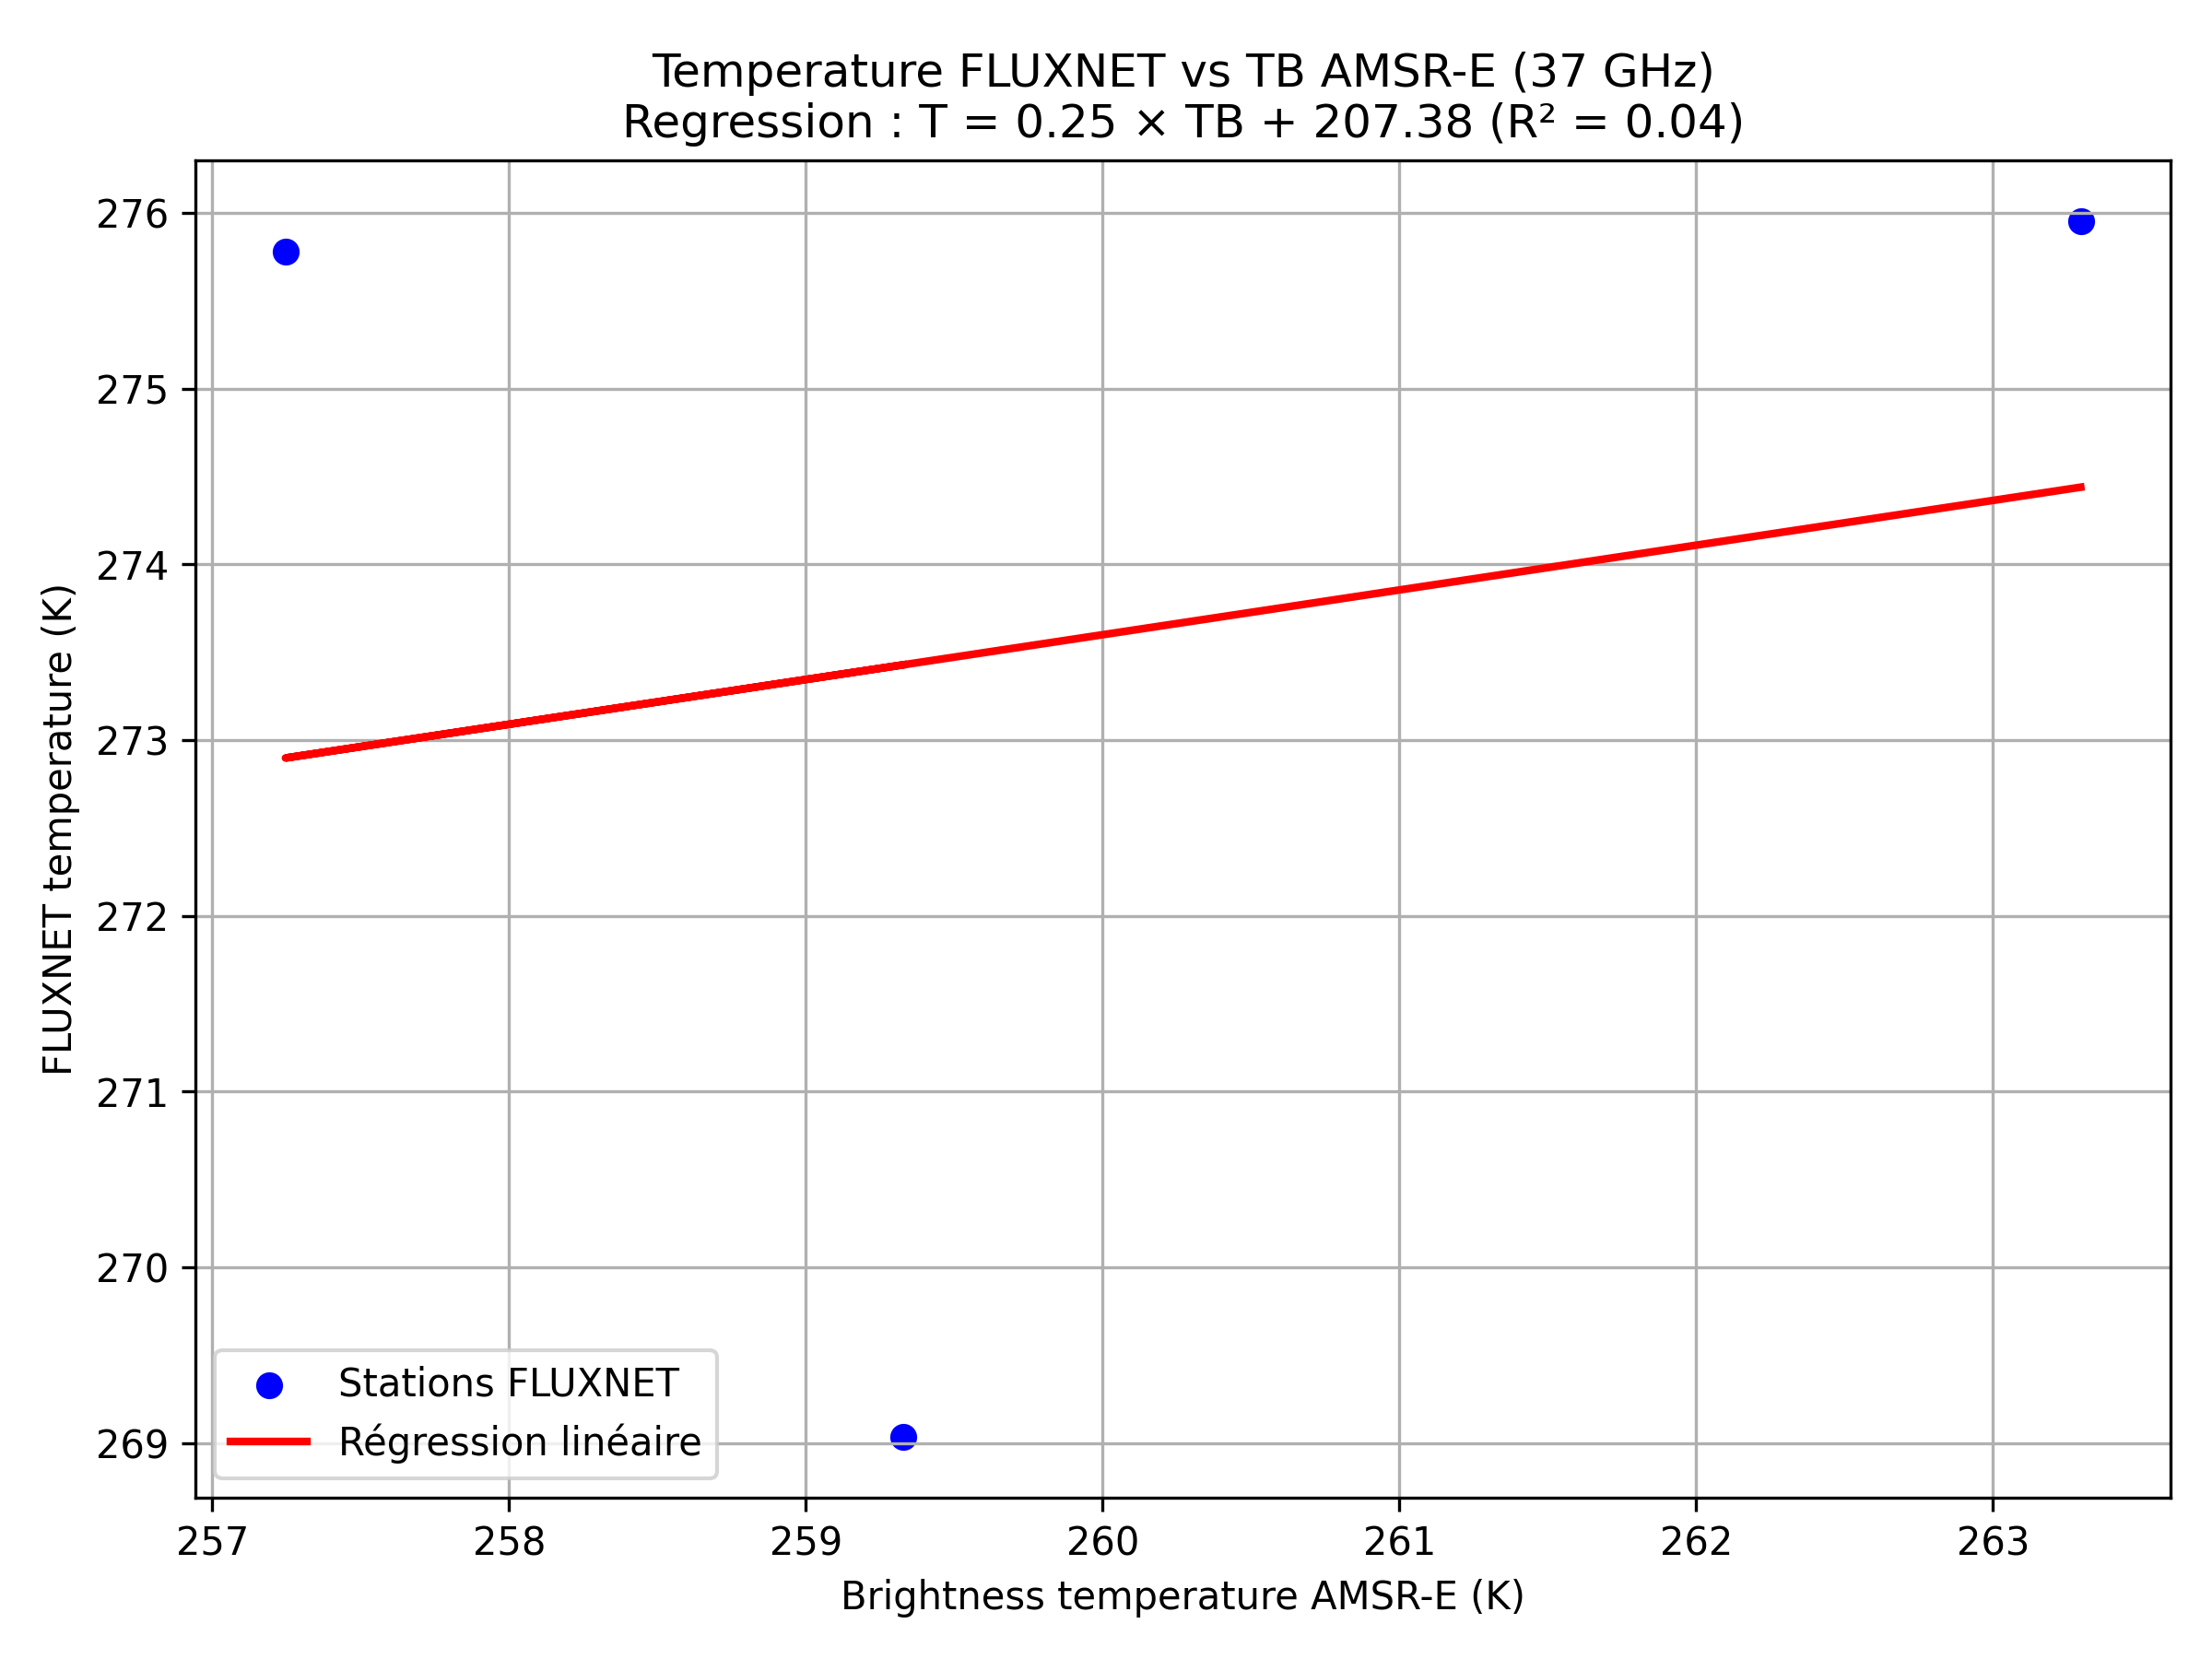 Temperature FLUXNET vs TB AMSR-E (37 GHz)
Regression : T = 0.25 × TB + 207.38 (R² = 0.04)
FLUXNET temperature (K)
276
275
274
273
272
271
270
269
Stations FLUXNET
Régression linéaire
257 258 259 260 261 262 263
Brightness temperature AMSR-E (K)